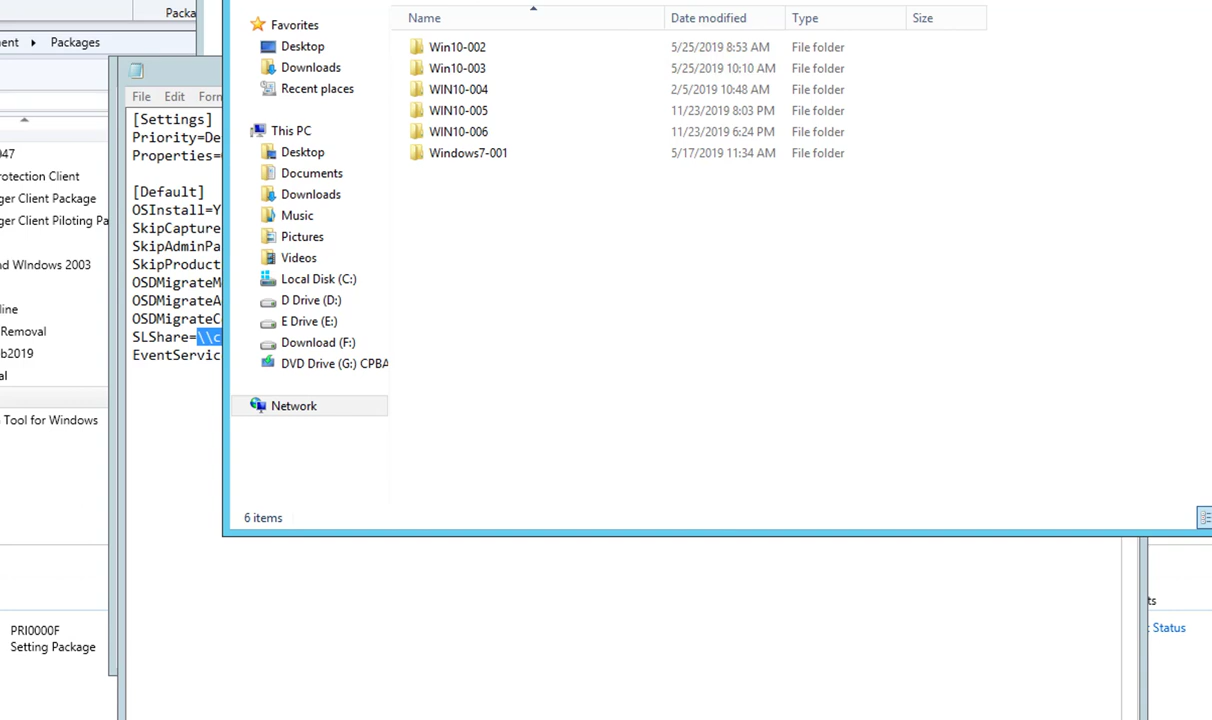 Packa
ent ▸ Packages
947
otection Client
ger Client Package
ger Client Piloting Pa
nd WIndows 2003
line
Removal
b2019
al
Tool for Windows
PRI0000F
Setting Package
File Edit Forn
[Settings]
Priority=De
Properties=
[Default]
OSInstall=Y
SkipCapture
SkipAdminPa
SkipProduct
OSDMigrateM
OSDMigrateA
OSDMigrateC
SLShare=\\c
EventServic
Favorites
Desktop
Downloads
Recent places
This PC
Desktop
Documents
Downloads
Music
Pictures
Videos
Local Disk (C:)
D Drive (D:)
E Drive (E:)
Download (F:)
DVD Drive (G:) CPBA
Network
Name Date modified Type Size
Win10-002 5/25/2019 8:53 AM File folder
Win10-003 5/25/2019 10:10 AM File folder
WIN10-004 2/5/2019 10:48 AM File folder
WIN10-005 11/23/2019 8:03 PM File folder
WIN10-006 11/23/2019 6:24 PM File folder
Windows7-001 5/17/2019 11:34 AM File folder
6 items
ts
Status